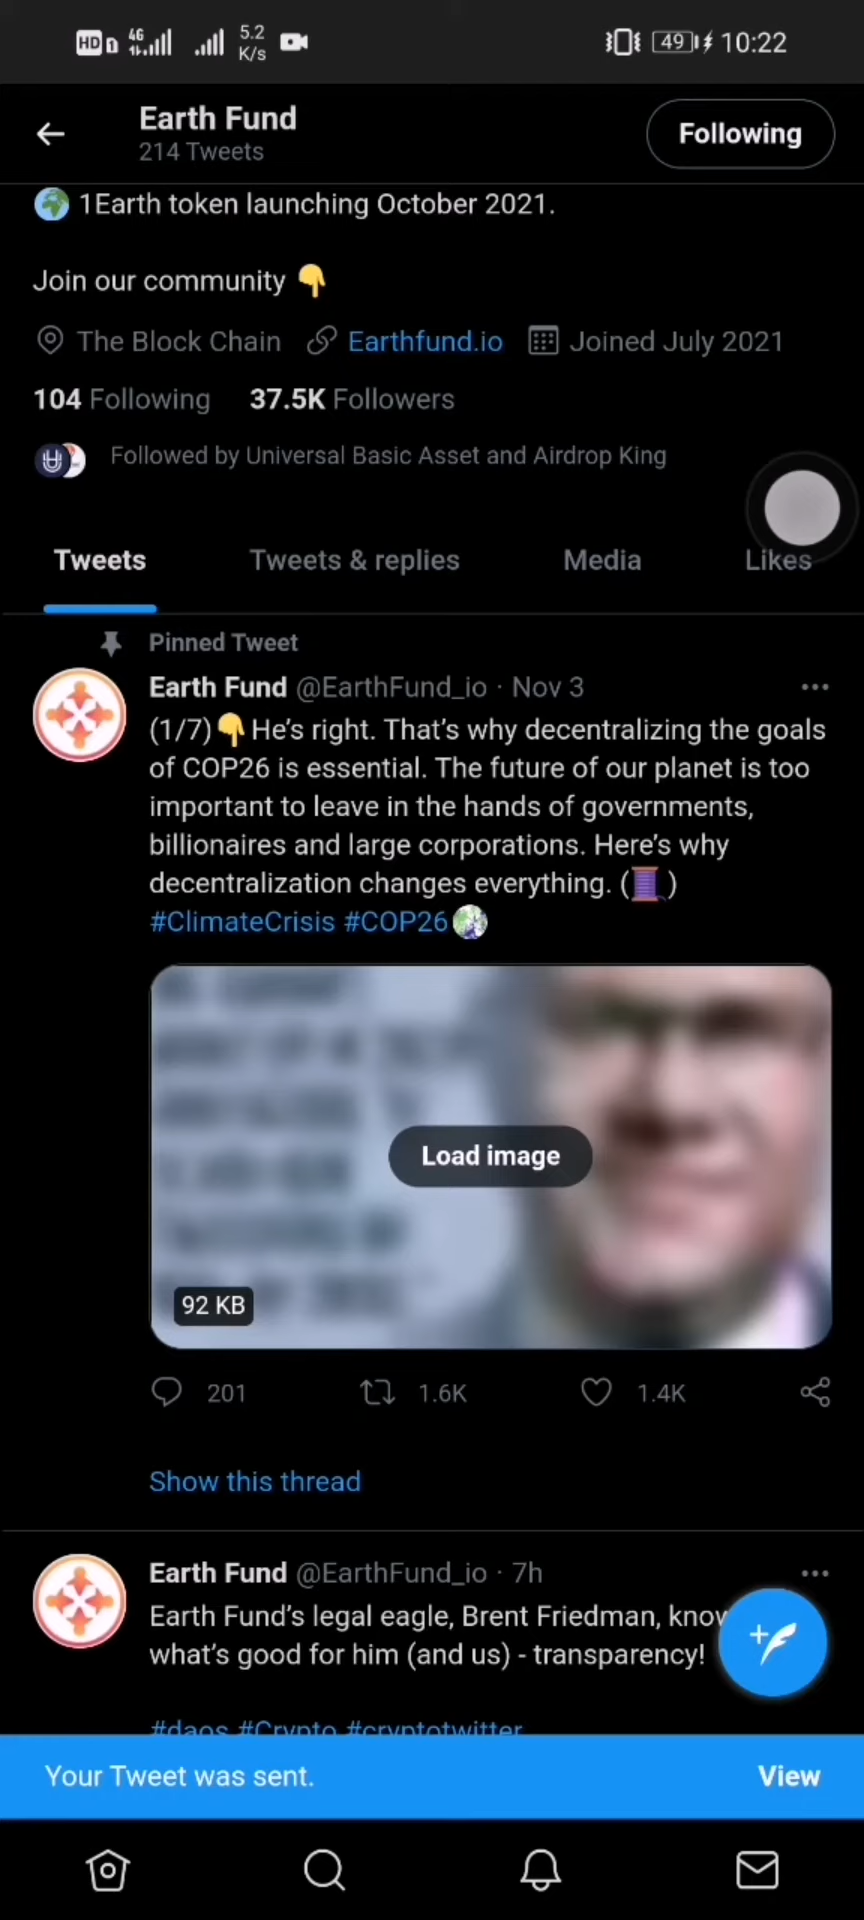 HD 1 4G 5.2 K/s 49 10:22
Earth Fund
214 Tweets
Following
1Earth token launching October 2021.
Join our community 👇
The Block Chain Earthfund.io Joined July 2021
104 Following 37.5K Followers
Followed by Universal Basic Asset and Airdrop King
Tweets Tweets & replies Media Likes
Pinned Tweet
Earth Fund @EarthFund_io · Nov 3
(1/7)👇He's right. That's why decentralizing the goals
of COP26 is essential. The future of our planet is too
important to leave in the hands of governments,
billionaires and large corporations. Here's why
decentralization changes everything. (🧵)
#ClimateCrisis #COP26
Load image
92 KB
201 1.6K 1.4K
Show this thread
Earth Fund @EarthFund_io · 7h
Earth Fund's legal eagle, Brent Friedman, know
what's good for him (and us) - transparency!
#daos #Crypto #cryptotwitter
Your Tweet was sent. View